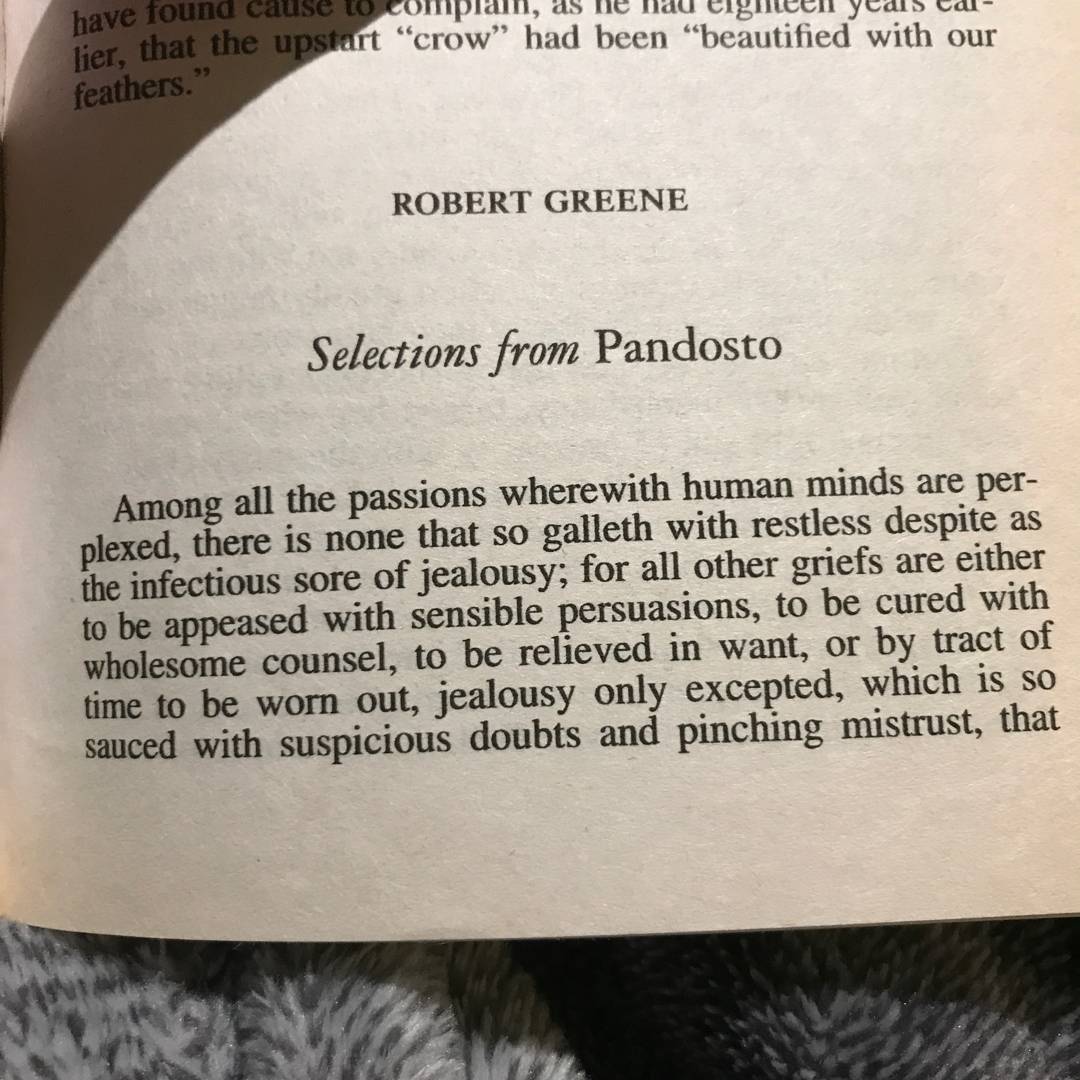 have found cause to complain, as he had eighteen years ear-
lier, that the upstart “crow” had been “beautified with our
feathers.”
ROBERT GREENE
Selections from Pandosto
Among all the passions wherewith human minds are per-
plexed, there is none that so galleth with restless despite as
the infectious sore of jealousy; for all other griefs are either
to be appeased with sensible persuasions, to be cured with
wholesome counsel, to be relieved in want, or by tract of
time to be worn out, jealousy only excepted, which is so
sauced with suspicious doubts and pinching mistrust, that